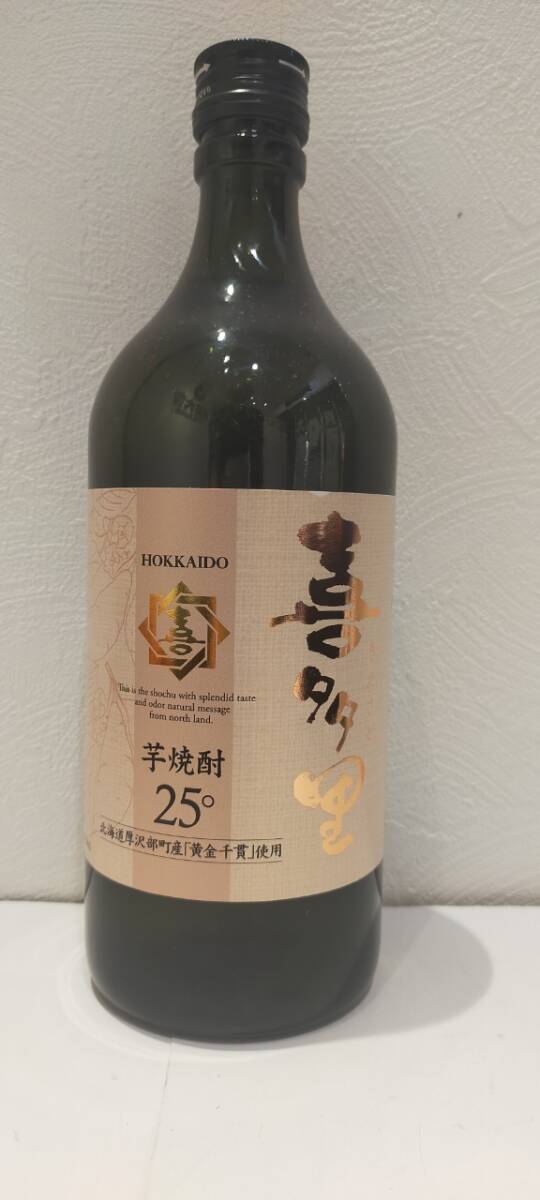 喜多里
HOKKAIDO
喜
This is the shochu with splendid taste
and odor natural message
from north land.
芋焼酎
25°
北海道厚沢部町産「黄金千貫」使用